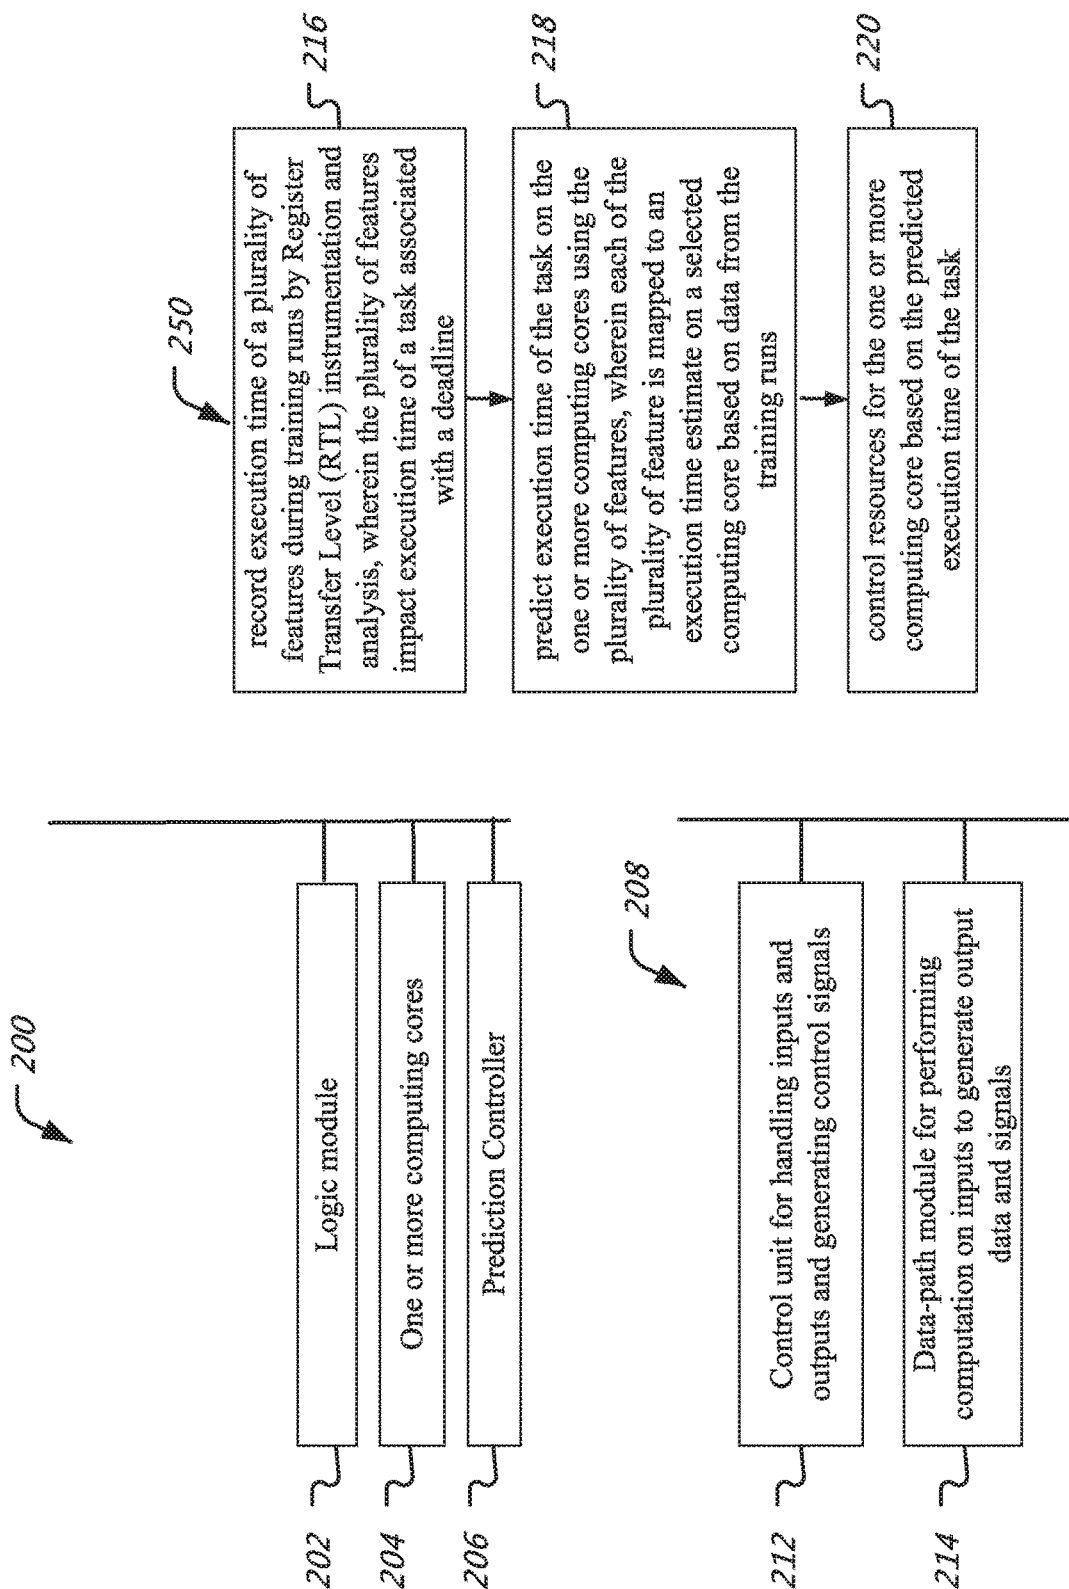 200
202
Logic module
204
One or more computing cores
206
Prediction Controller
208
212
Control unit for handling inputs and
outputs and generating control signals
214
Data-path module for performing
computation on inputs to generate output
data and signals
250
record execution time of a plurality of
features during training runs by Register
Transfer Level (RTL) instrumentation and
analysis, wherein the plurality of features
impact execution time of a task associated
with a deadline
216
predict execution time of the task on the
one or more computing cores using the
plurality of features, wherein each of the
plurality of feature is mapped to an
execution time estimate on a selected
computing core based on data from the
training runs
218
control resources for the one or more
computing core based on the predicted
execution time of the task
220